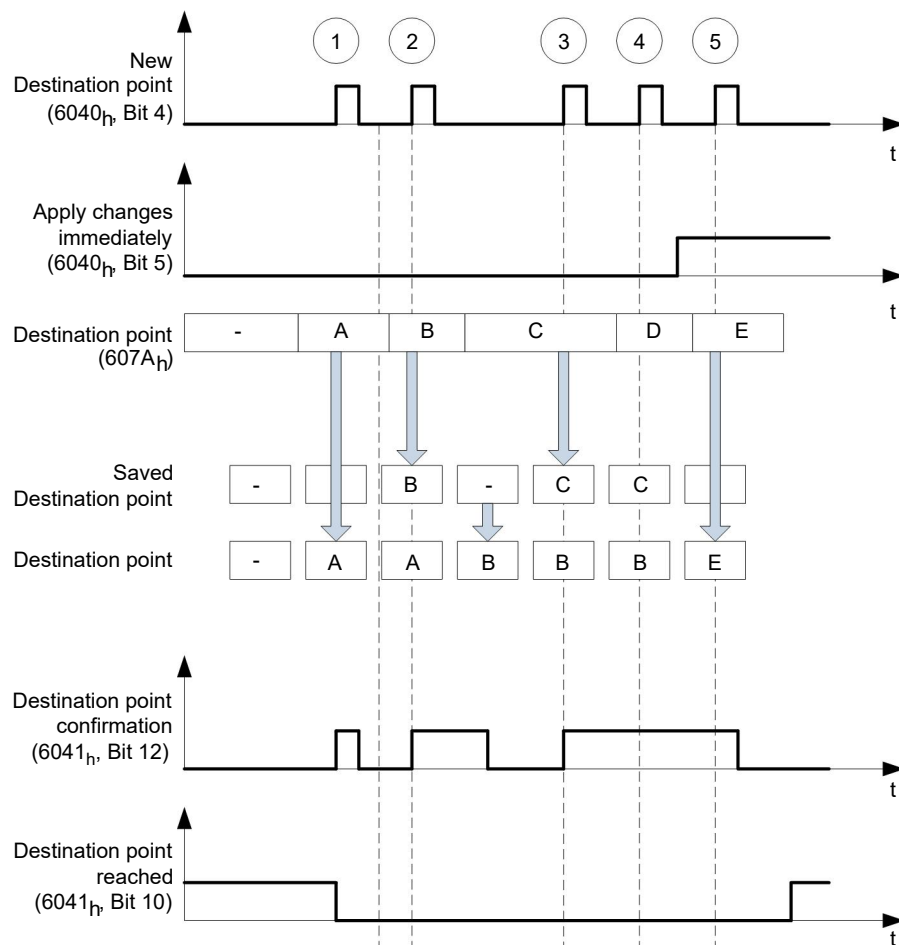 1 2 3 4 5
New
Destination point
(6040h, Bit 4)
t
Apply changes
immediately
(6040h, Bit 5)
t
Destination point
(607Ah)
- A B C D E
Saved
Destination point
- B - C C
Destination point
- A A B B B E
Destination point
confirmation
(6041h, Bit 12)
t
Destination point
reached
(6041h, Bit 10)
t